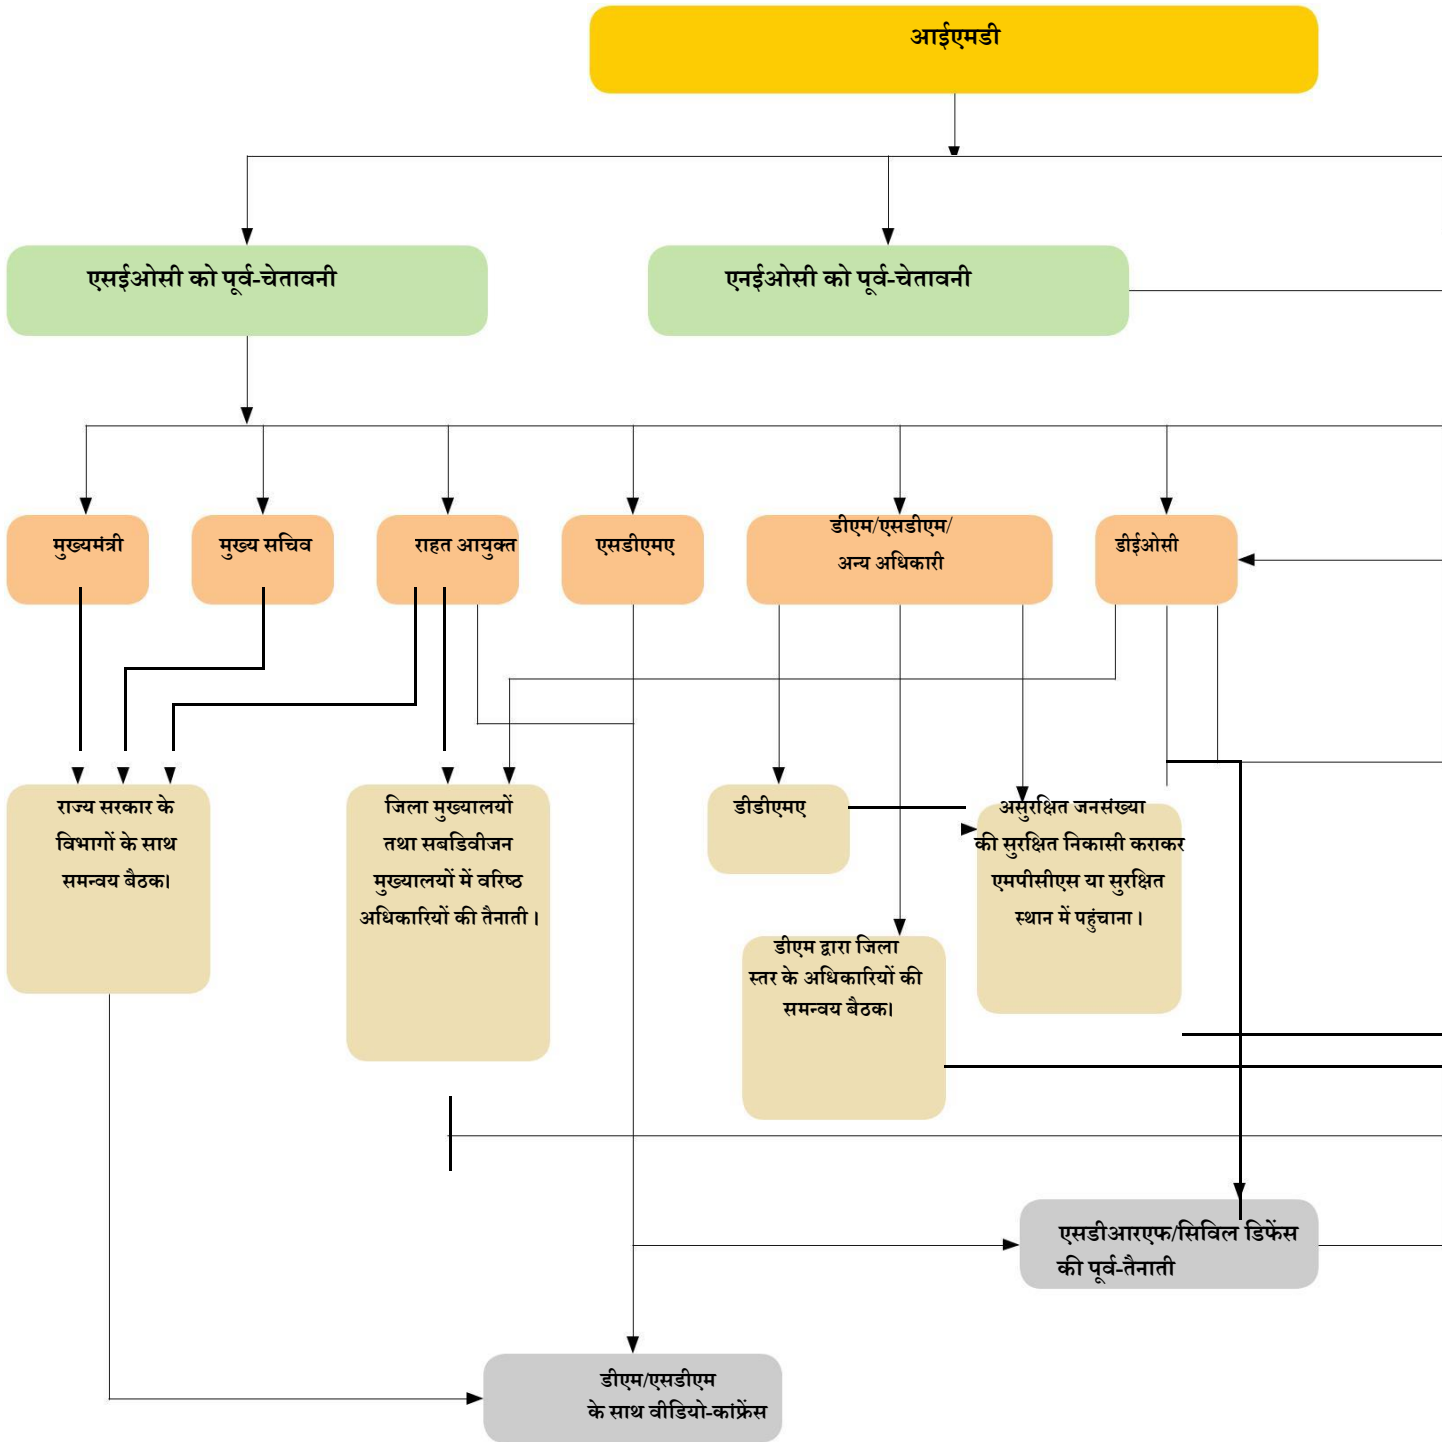 आईएमडी
एसईओसी को पूर्व-चेतावनी
एनईओसी को पूर्व-चेतावनी
मुख्यमंत्री
मुख्य सचिव
राहत आयुक्त
एसडीएमए
डीएम/एसडीएम/
अन्य अधिकारी
डीईओसी
राज्य सरकार के
विभागों के साथ
समन्वय बैठक।
जिला मुख्यालयों
तथा सबडिवीजन
मुख्यालयों में वरिष्ठ
अधिकारियों की तैनाती।
डीडीएमए
असुरक्षित जनसंख्या
की सुरक्षित निकासी कराकर
एमपीसीएस या सुरक्षित
स्थान में पहुंचाना।
डीएम द्वारा जिला
स्तर के अधिकारियों की
समन्वय बैठक।
एसडीआरएफ/सिविल डिफेंस
की पूर्व-तैनाती
डीएम/एसडीएम
के साथ वीडियो-कांफ्रेंस